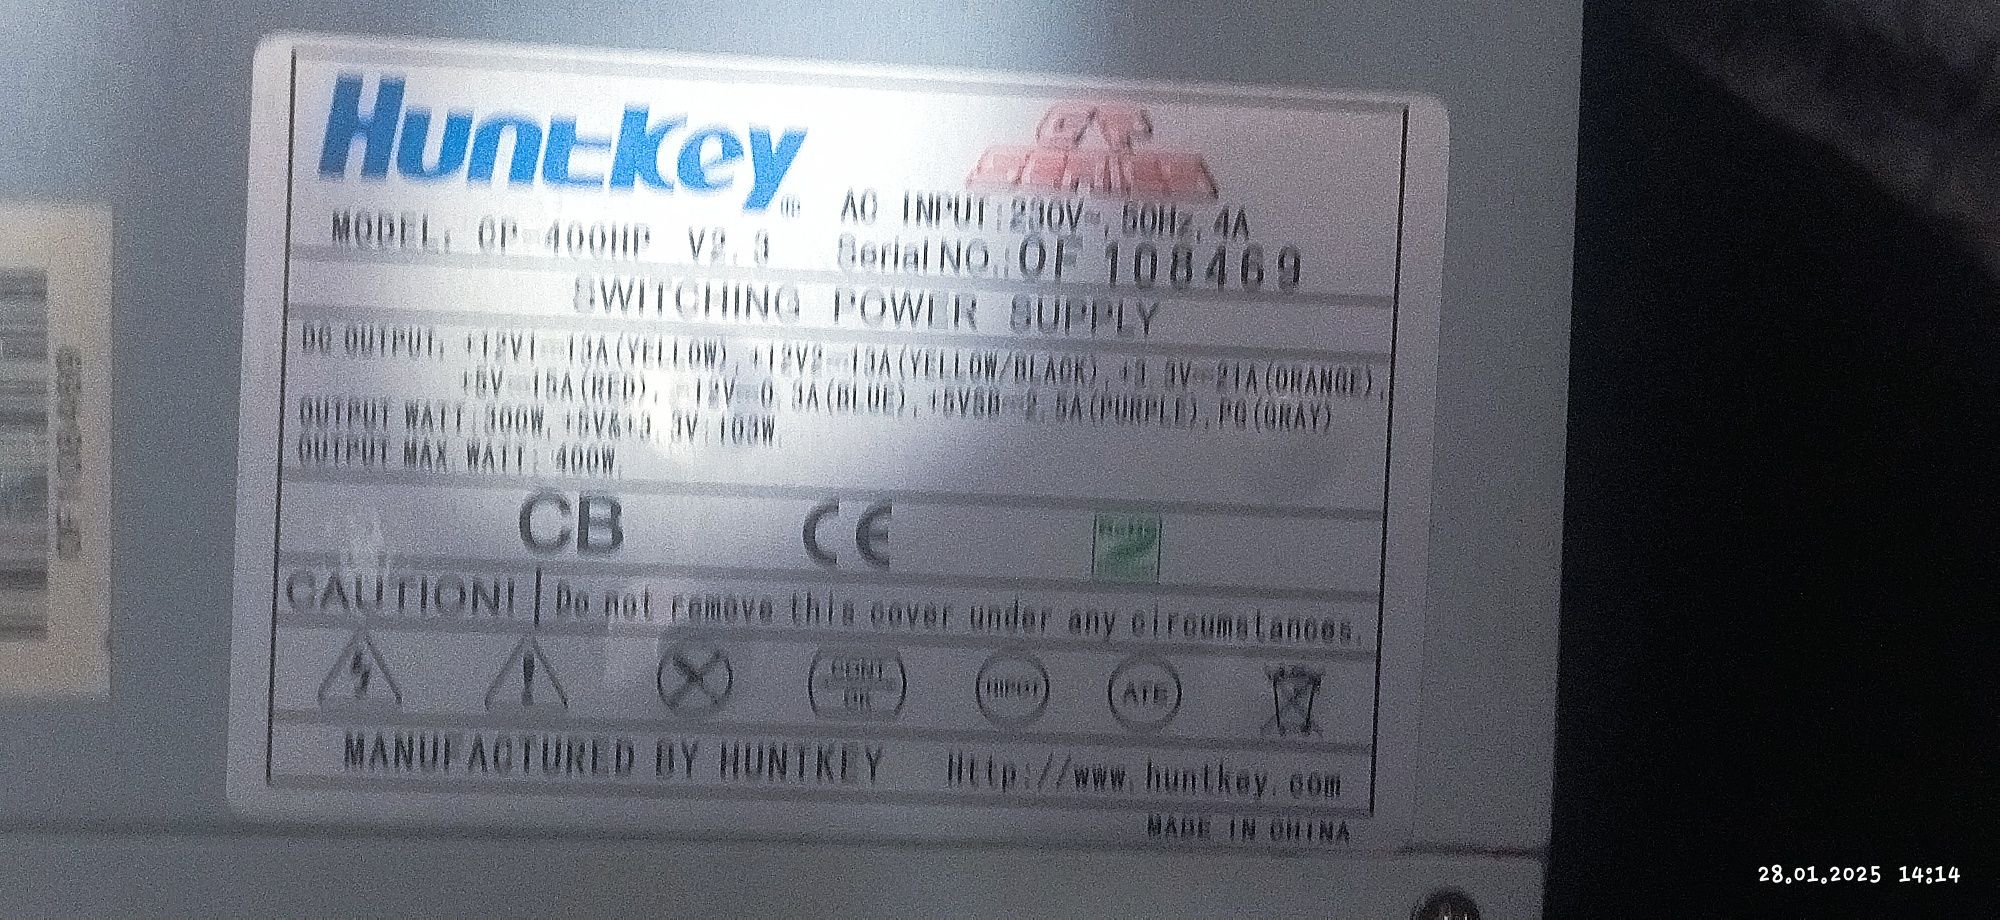 Huntkey®
AC INPUT:230V~, 50Hz, 4A
MODEL: OP-400HP V2.3
Serial NO.:OF 108469
SWITCHING POWER SUPPLY
DC OUTPUT: +12V1⎓13A(YELLOW), +12V2⎓13A(YELLOW/BLACK), +3.3V⎓21A(ORANGE),
+5V⎓15A(RED), -12V⎓0.3A(BLUE), +5VSB⎓2.5A(PURPLE), PG(GRAY)
OUTPUT WATT:300W, +5V&+3.3V:103W
OUTPUT MAX WATT: 400W
CB
CE
RoHS
CAUTION! Do not remove this cover under any circumstances.
INPUT
ATE
MANUFACTURED BY HUNTKEY Http://www.huntkey.com
MADE IN CHINA
28.01.2025 14:14